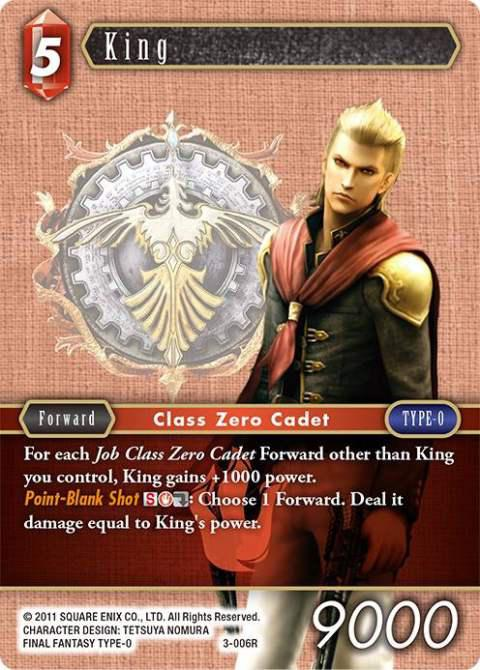 5
King
Forward
Class Zero Cadet
TYPE-0
For each Job Class Zero Cadet Forward other than King
you control, King gains +1000 power.
Point-Blank Shot S: Choose 1 Forward. Deal it
damage equal to King's power.
© 2011 SQUARE ENIX CO., LTD. All Rights Reserved.
CHARACTER DESIGN: TETSUYA NOMURA
FINAL FANTASY TYPE-0
3-006R
9000